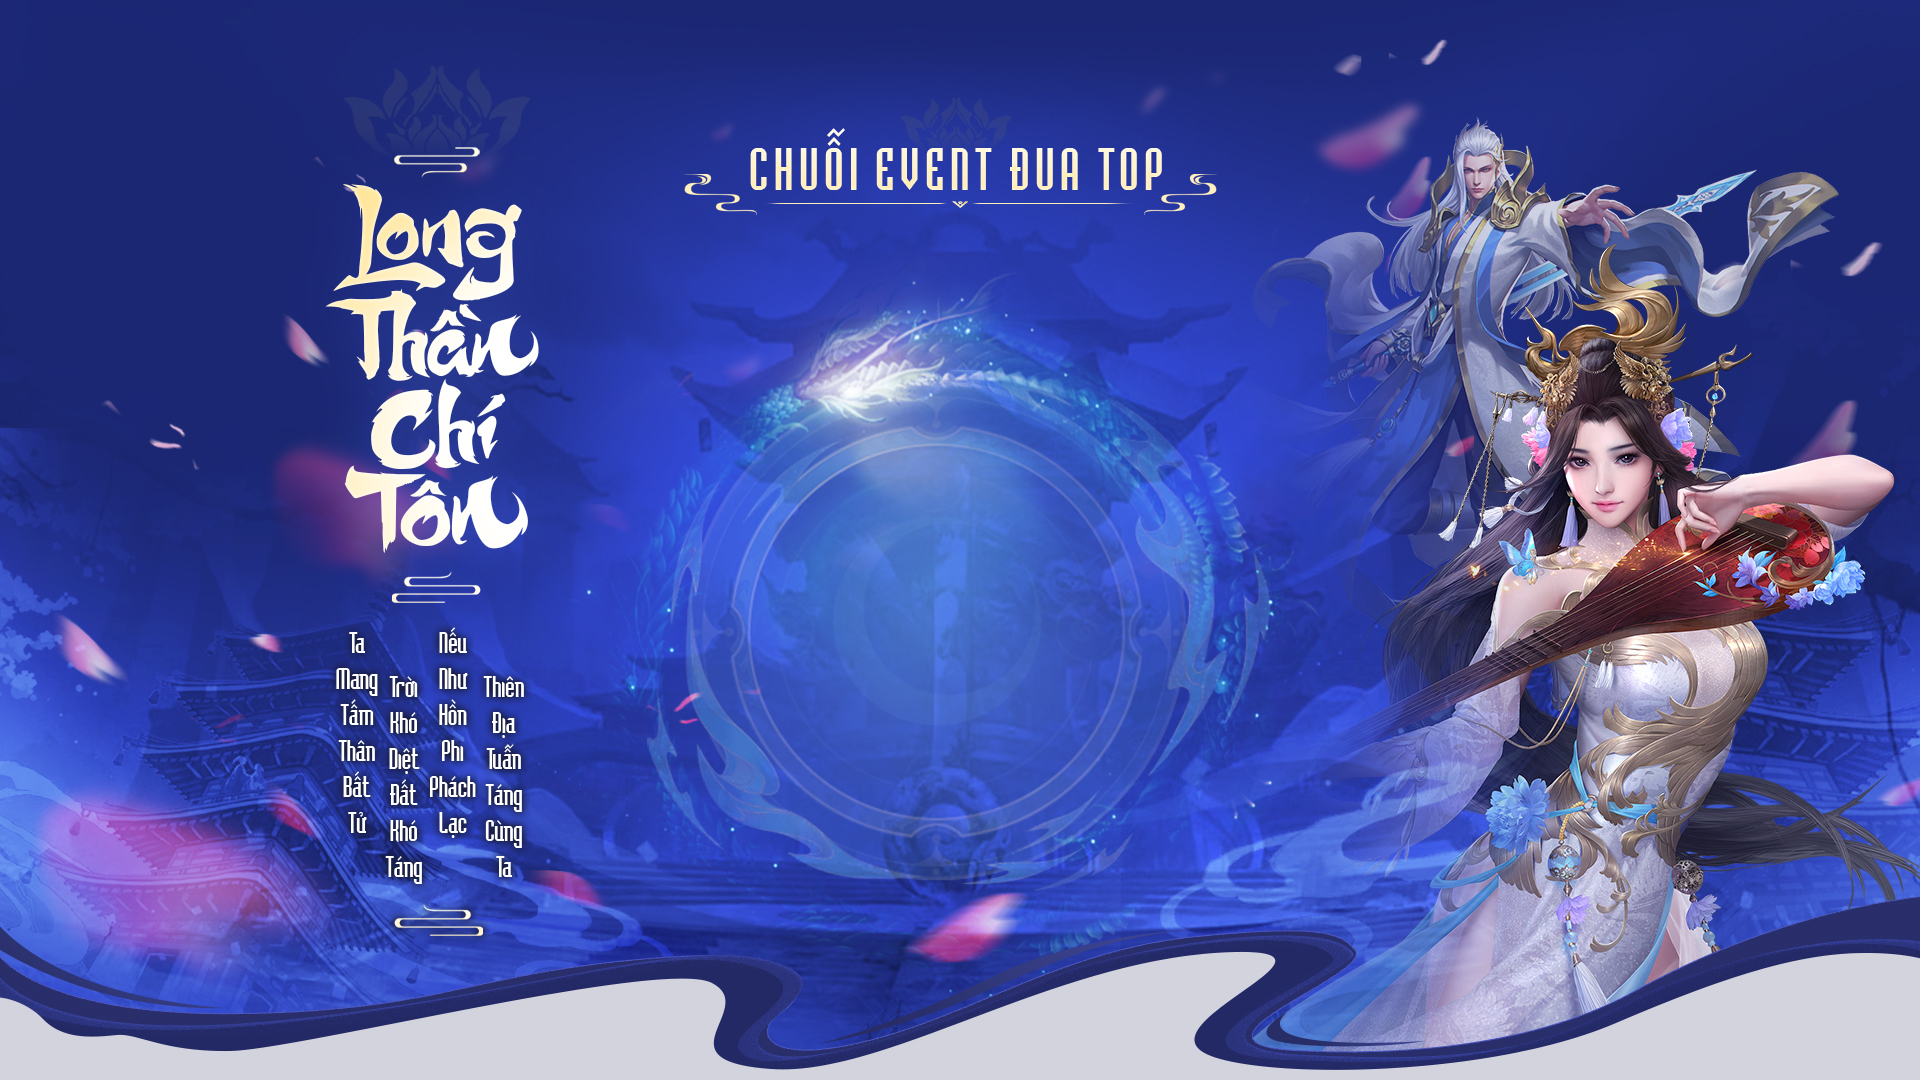 CHUỖI EVENT ĐUA TOP
Long
Thần
Chí
Tôn
Ta Mang Tấm Thân Bất Tử
Trời Khó Diệt Đất Khó Táng
Nếu Như Hồn Phi Phách Lạc
Thiên Địa Tuẫn Táng Cùng Ta